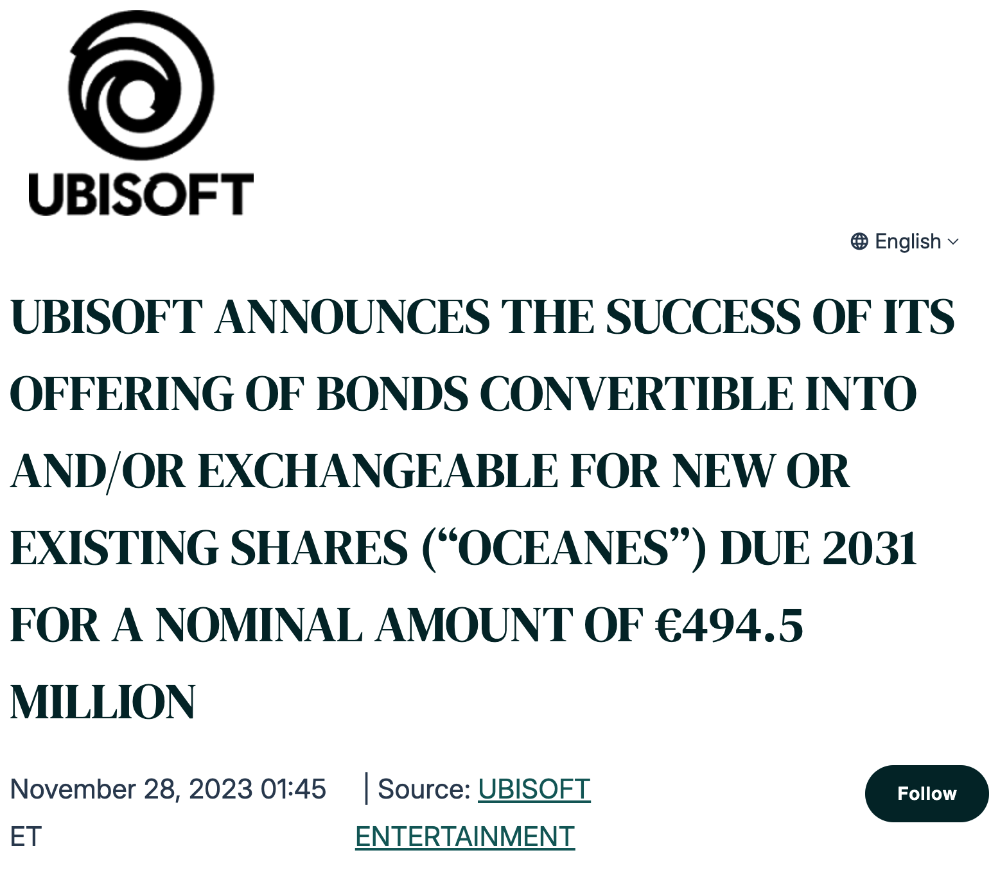 UBISOFT
English
UBISOFT ANNOUNCES THE SUCCESS OF ITS
OFFERING OF BONDS CONVERTIBLE INTO
AND/OR EXCHANGEABLE FOR NEW OR
EXISTING SHARES (“OCEANES”) DUE 2031
FOR A NOMINAL AMOUNT OF €494.5
MILLION
November 28, 2023 01:45 | Source: UBISOFT
ET ENTERTAINMENT
Follow